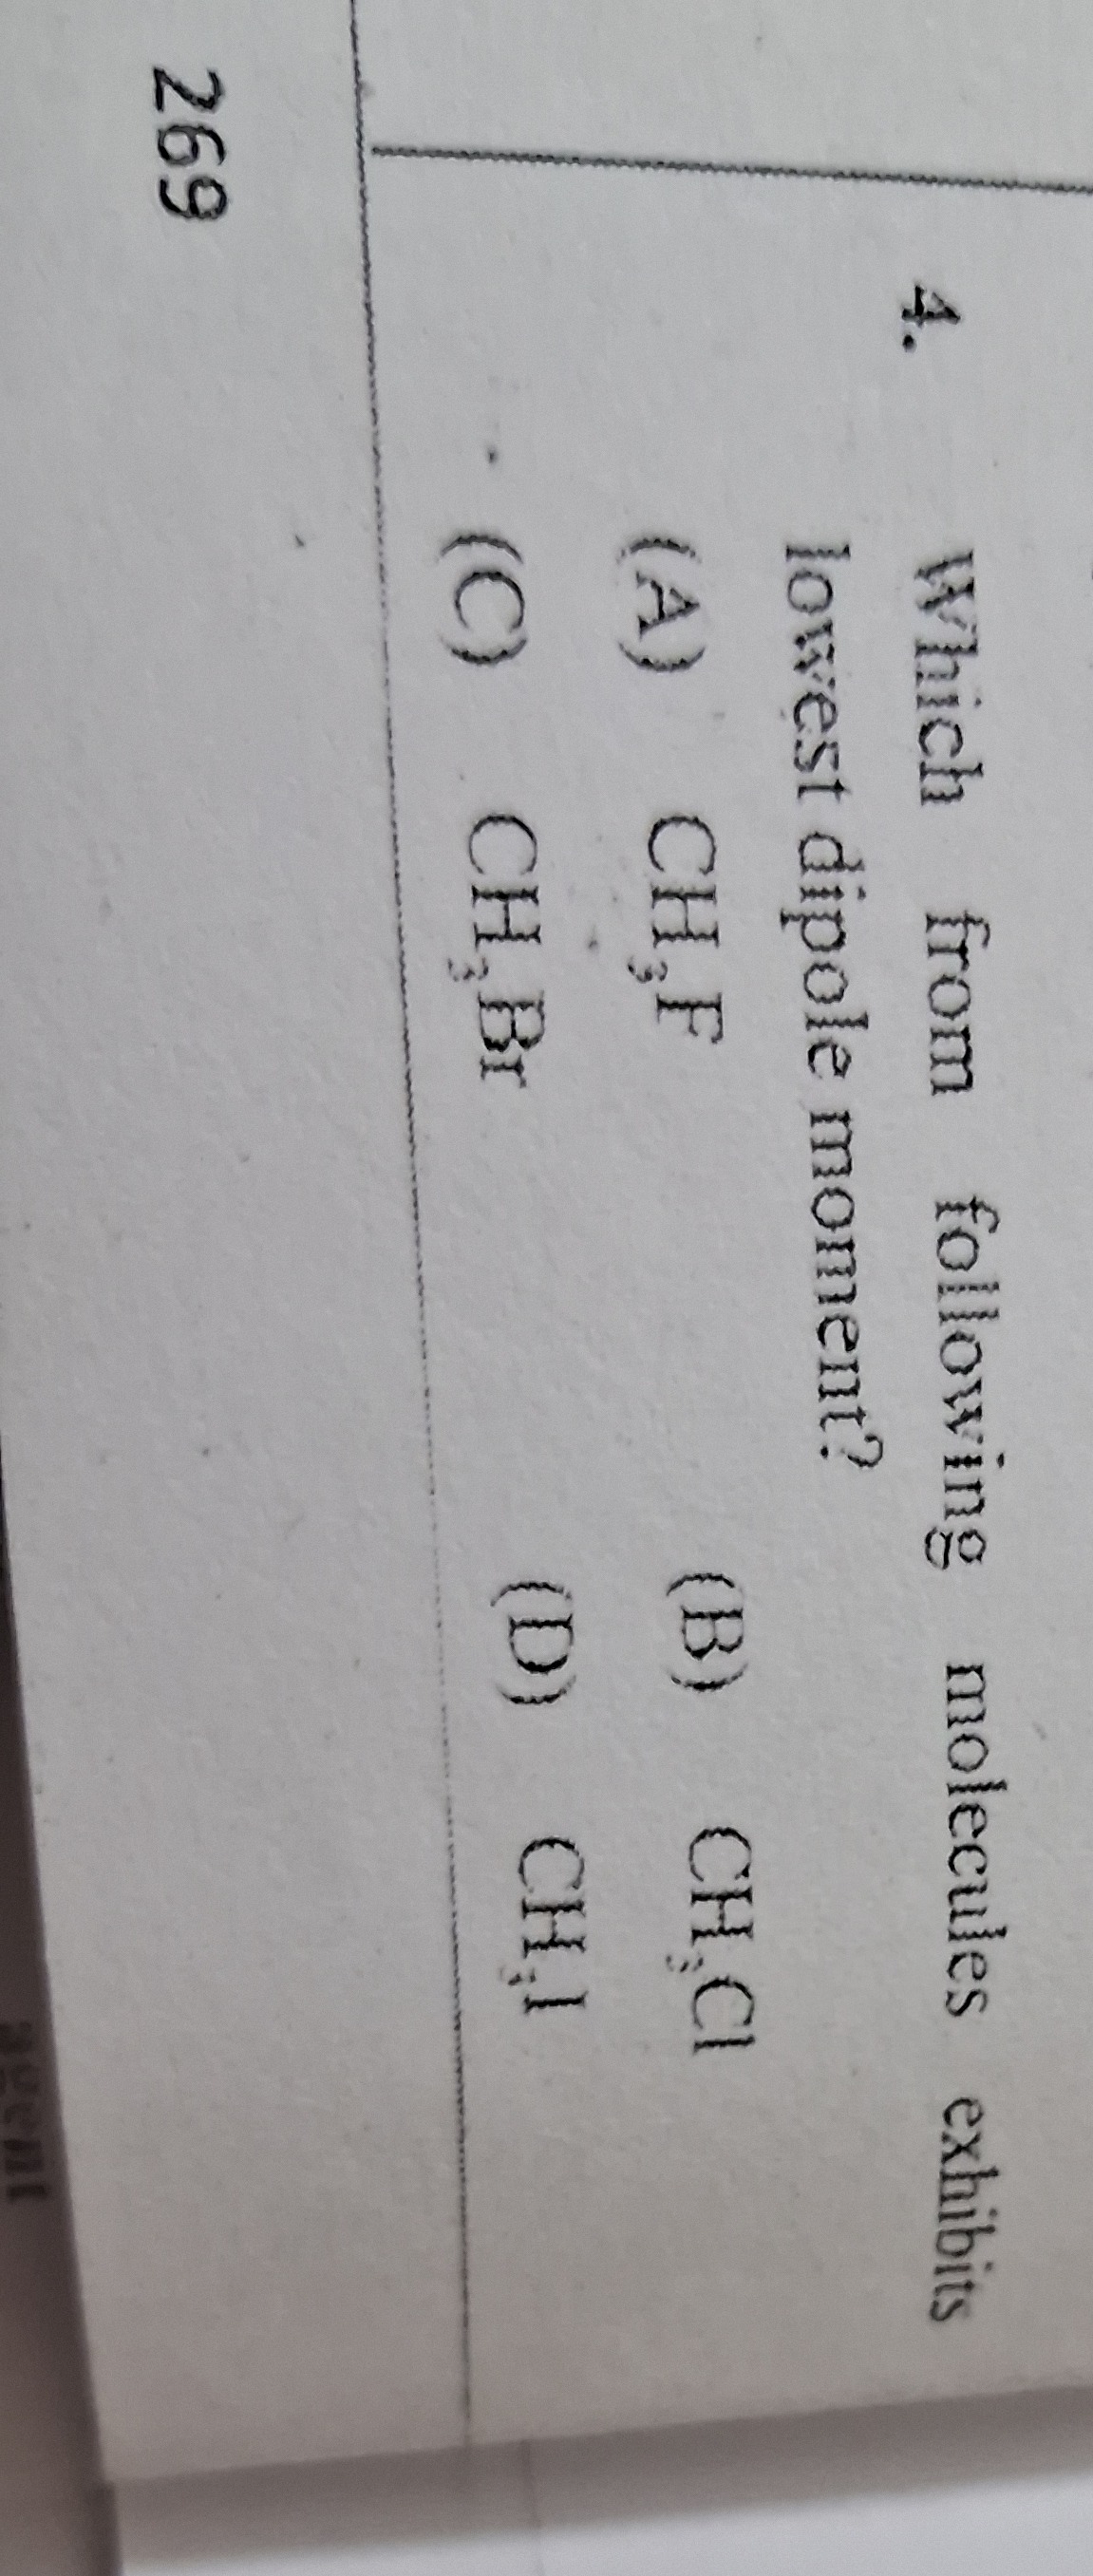 4. Which from following molecules exhibits
lowest dipole moment?
(A) CH₃F (B) CH₃Cl
(C) CH₃Br (D) CH₃I
269